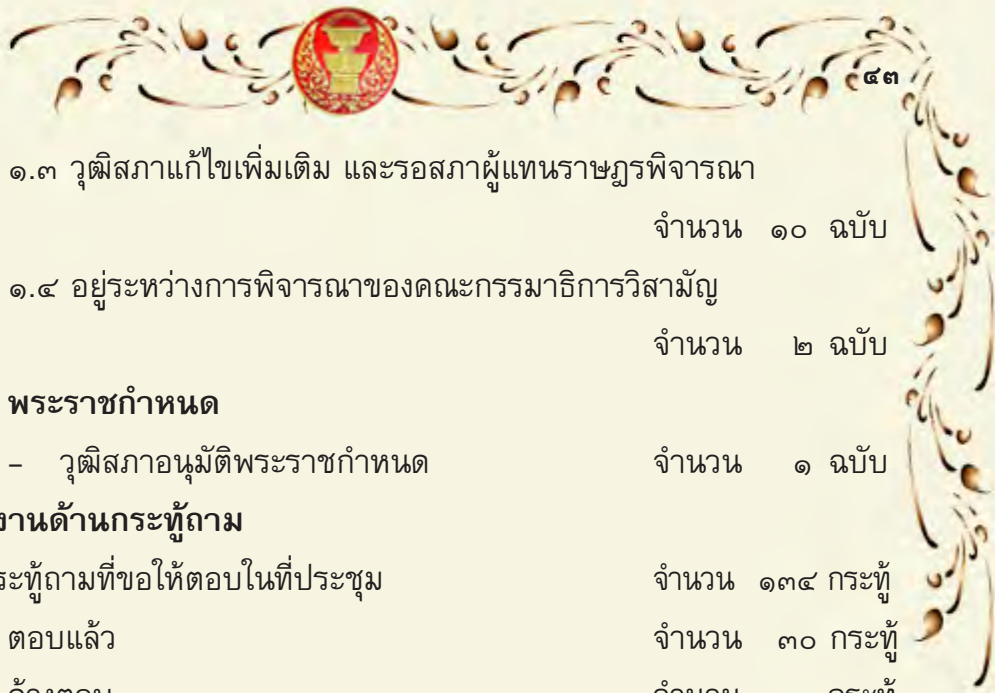 ๔๓
๑.๓ วุฒิสภาแก้ไขเพิ่มเติม และรอสภาผู้แทนราษฎรพิจารณา
จำนวน ๑๐ ฉบับ
๑.๔ อยู่ระหว่างการพิจารณาของคณะกรรมาธิการวิสามัญ
จำนวน ๒ ฉบับ
พระราชกำหนด
– วุฒิสภาอนุมัติพระราชกำหนด จำนวน ๑ ฉบับ
งานด้านกระทู้ถาม
ระทู้ถามที่ขอให้ตอบในที่ประชุม จำนวน ๑๓๔ กระทู้
ตอบแล้ว จำนวน ๓๐ กระทู้